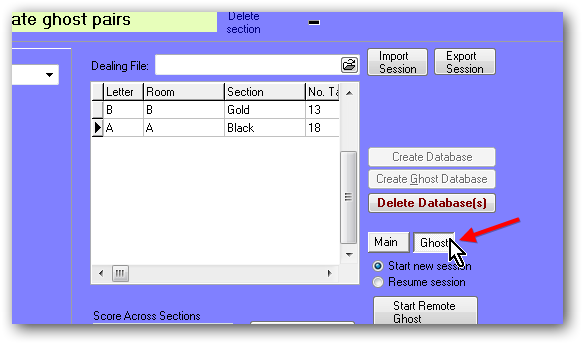 ate ghost pairs
Delete
section
Dealing File:
Import
Session
Export
Session
Letter Room Section No. Ta
B B Gold 13
A A Black 18
Create Database
Create Ghost Database
Delete Database(s)
Main Ghost
Start new session
Resume session
Start Remote
Ghost
Score Across Sections